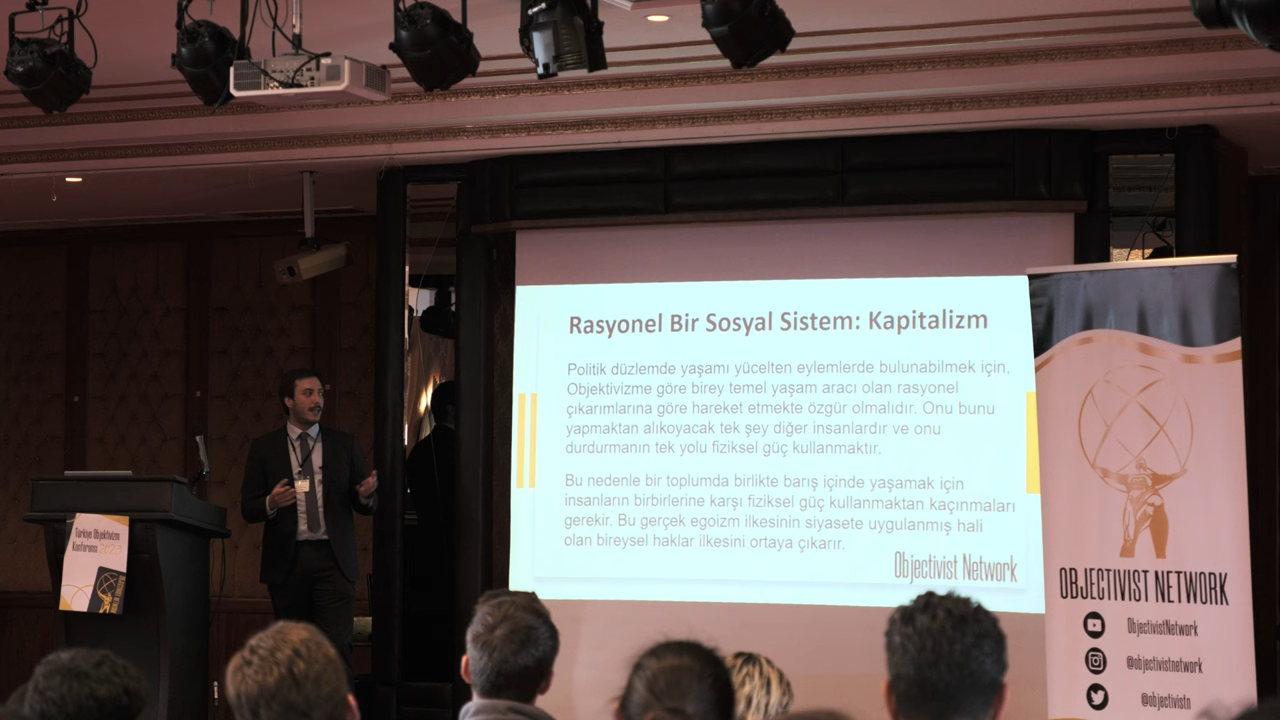 Rasyonel Bir Sosyal Sistem: Kapitalizm
Politik düzlemde yaşamı yücelten eylemlerde bulunabilmek için,
Objektivizme göre birey temel yaşam aracı olan rasyonel
çıkarımlarına göre hareket etmekte özgür olmalıdır. Onu bunu
yapmaktan alıkoyacak tek şey diğer insanlardır ve onu
durdurmanın tek yolu fiziksel güç kullanmaktır.
Bu nedenle bir toplumda birlikte barış içinde yaşamak için
insanların birbirlerine karşı fiziksel güç kullanmaktan kaçınmaları
gerekir. Bu gerçek egoizm ilkesinin siyasete uygulanmış hali
olan bireysel haklar ilkesini ortaya çıkarır.
Objectivist Network
Türkiye Objektivizm
Konferansı 2023
OBJECTIVIST NETWORK
ObjectivistNetwork
@objectivistnetwork
@objectivistn